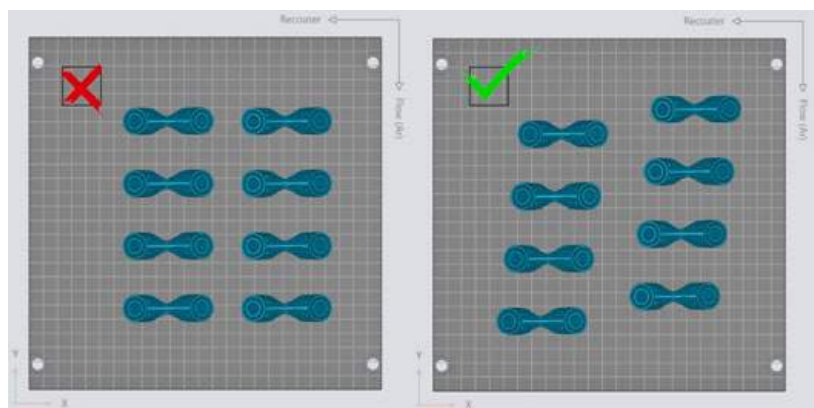 Recoater
Flow (Ar)
Y
X
Recoater
Flow (Ar)
Y
X